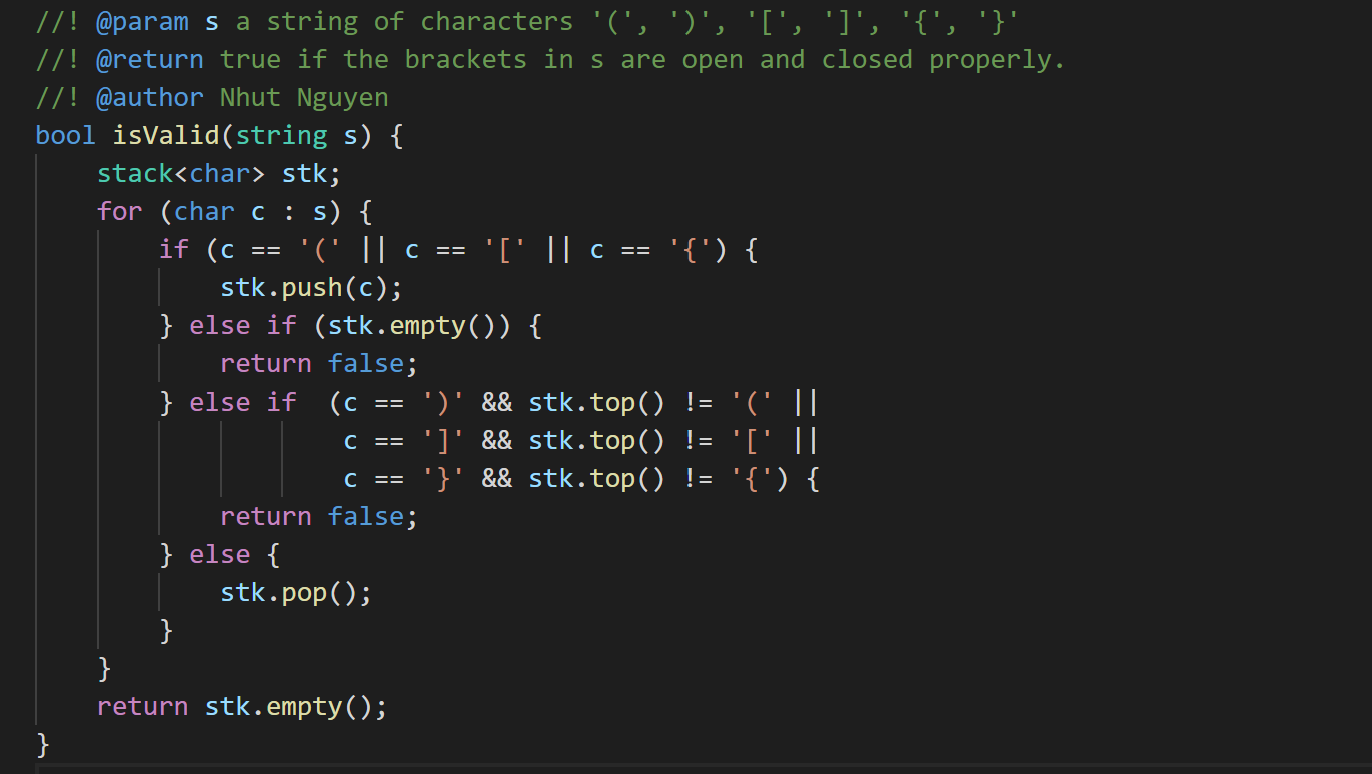 //! @param s a string of characters '(', ')', '[', ']', '{', '}'
//! @return true if the brackets in s are open and closed properly.
//! @author Nhut Nguyen
bool isValid(string s) {
    stack<char> stk;
    for (char c : s) {
        if (c == '(' || c == '[' || c == '{') {
            stk.push(c);
        } else if (stk.empty()) {
            return false;
        } else if  (c == ')' && stk.top() != '(' ||
                    c == ']' && stk.top() != '[' ||
                    c == '}' && stk.top() != '{') {
            return false;
        } else {
            stk.pop();
        }
    }
    return stk.empty();
}